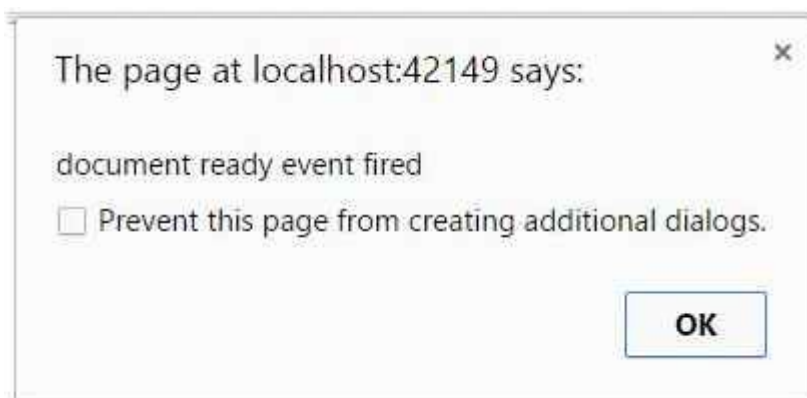 The page at localhost:42149 says:
document ready event fired
Prevent this page from creating additional dialogs.
OK